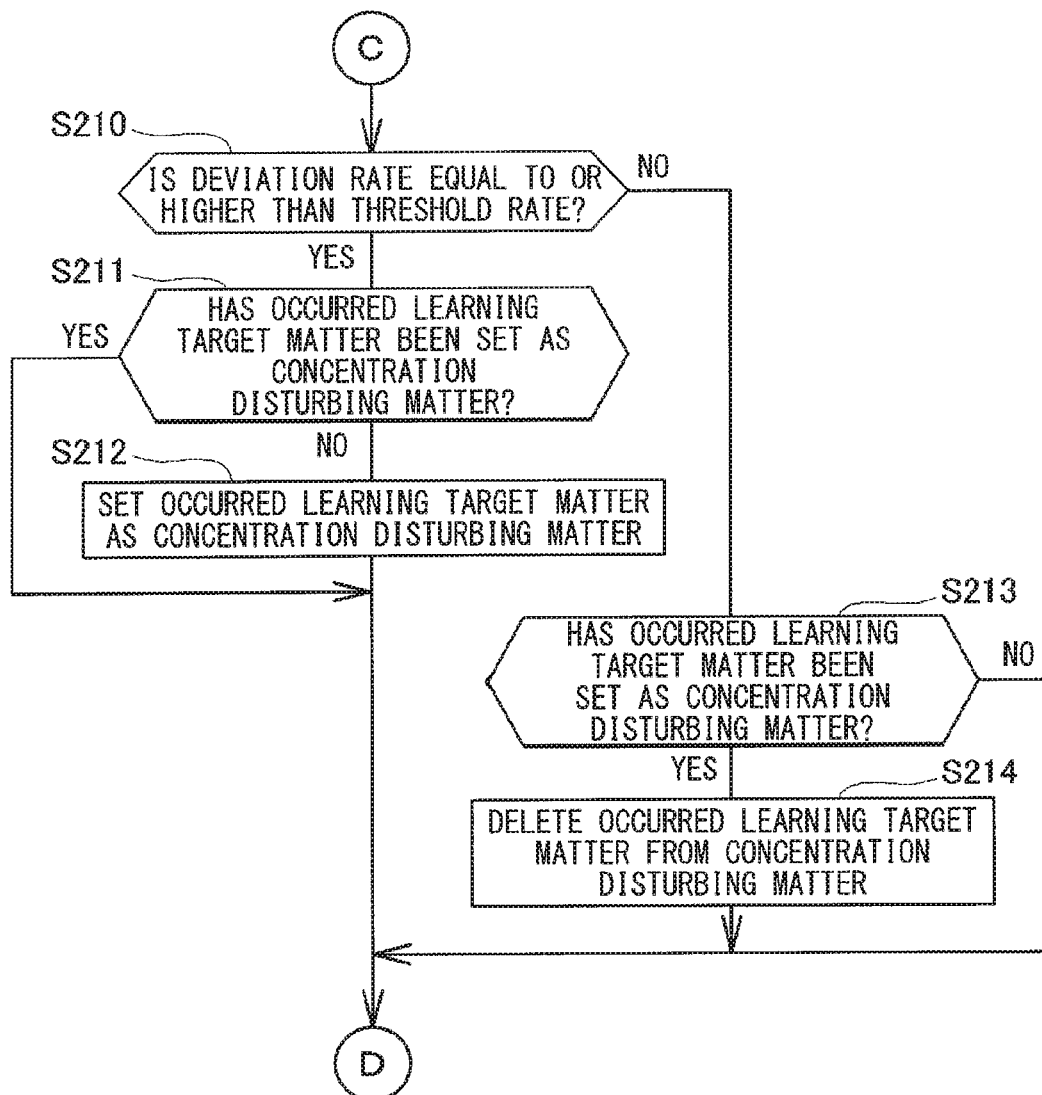 C
S210
IS DEVIATION RATE EQUAL TO OR
HIGHER THAN THRESHOLD RATE?
NO
YES
S211
HAS OCCURRED LEARNING
TARGET MATTER BEEN SET AS
CONCENTRATION
DISTURBING MATTER?
YES
NO
S212
SET OCCURRED LEARNING TARGET MATTER
AS CONCENTRATION DISTURBING MATTER
S213
HAS OCCURRED LEARNING
TARGET MATTER BEEN
SET AS CONCENTRATION
DISTURBING MATTER?
NO
YES
S214
DELETE OCCURRED LEARNING TARGET
MATTER FROM CONCENTRATION
DISTURBING MATTER
D